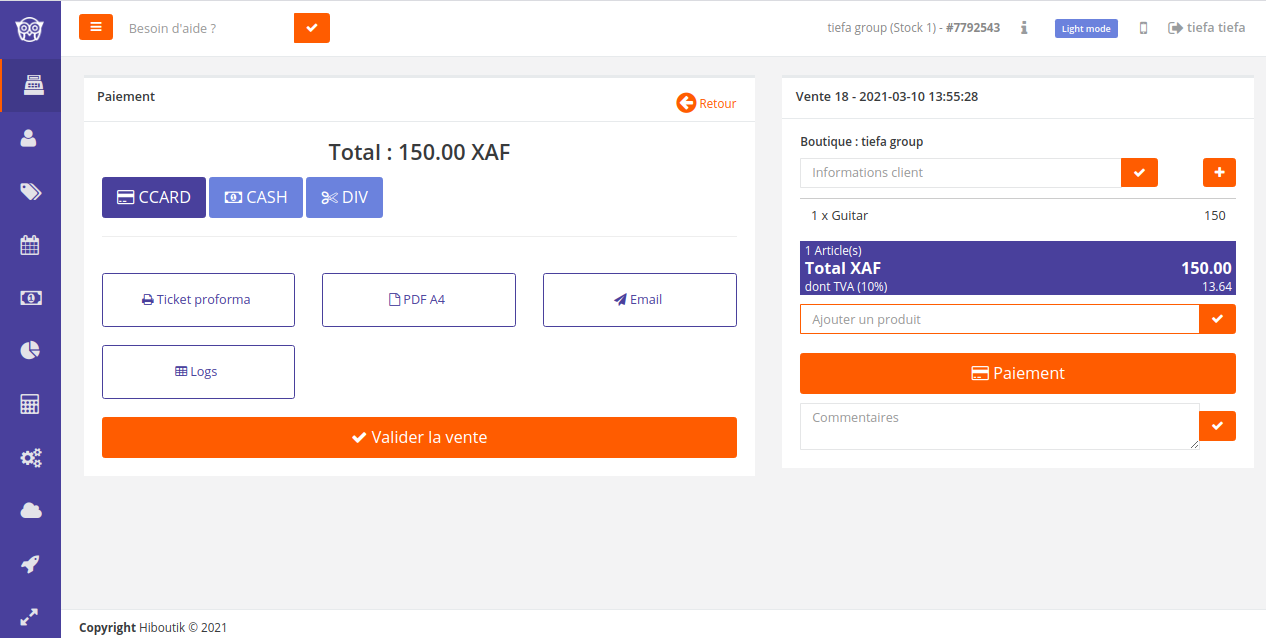 Besoin d'aide ?
tiefa group (Stock 1) - #7792543
Light mode
tiefa tiefa
Paiement
Retour
Total : 150.00 XAF
CCARD
CASH
DIV
Ticket proforma
PDF A4
Email
Logs
Valider la vente
Vente 18 - 2021-03-10 13:55:28
Boutique : tiefa group
Informations client
1 x Guitar 150
1 Article(s)
Total XAF 150.00
dont TVA (10%) 13.64
Ajouter un produit
Paiement
Commentaires
Copyright Hiboutik © 2021